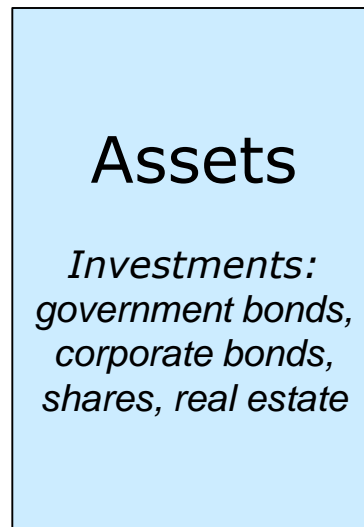 Assets
Investments:
government bonds,
corporate bonds,
shares, real estate